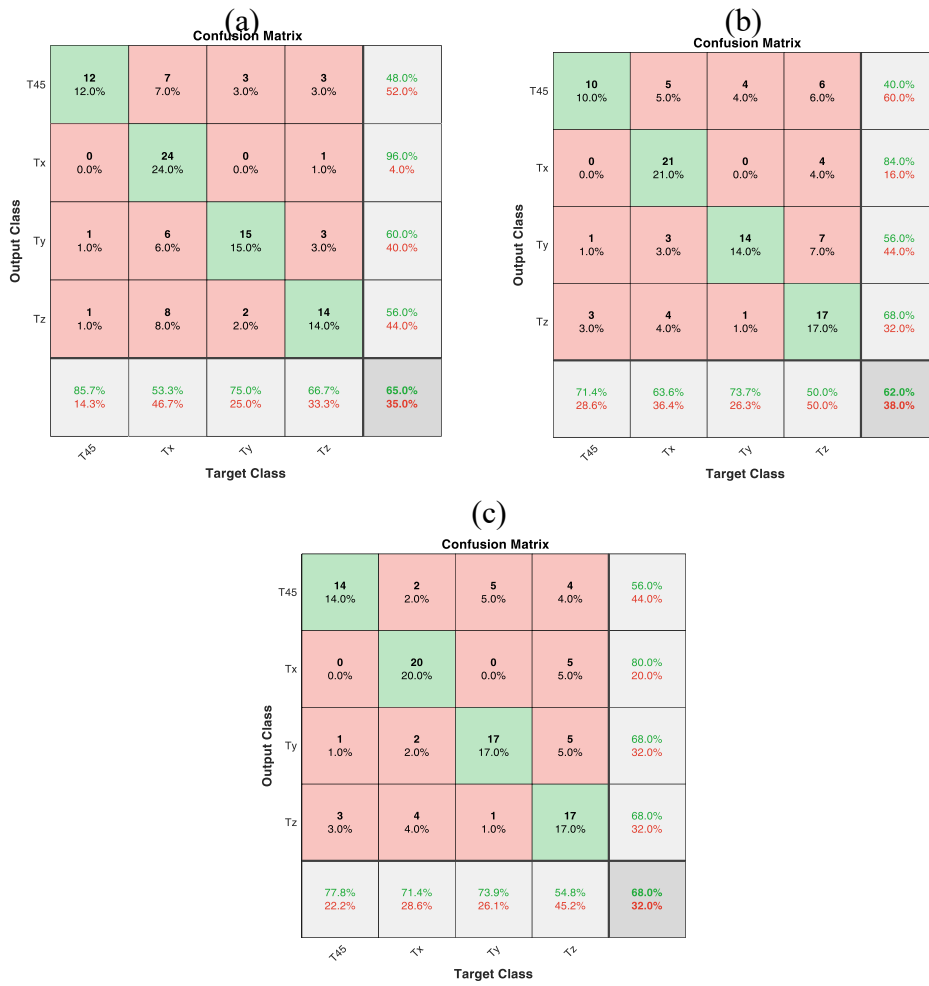 (a)
Confusion Matrix
T45
12 7 3 3 48.0%
12.0% 7.0% 3.0% 3.0% 52.0%
Tx
0 24 0 1 96.0%
0.0% 24.0% 0.0% 1.0% 4.0%
Ty
1 6 15 3 60.0%
1.0% 6.0% 15.0% 3.0% 40.0%
Tz
1 8 2 14 56.0%
1.0% 8.0% 2.0% 14.0% 44.0%
85.7% 53.3% 75.0% 66.7% 65.0%
14.3% 46.7% 25.0% 33.3% 35.0%
T45 Tx Ty Tz
Output Class
Target Class
(b)
Confusion Matrix
T45
10 5 4 6 40.0%
10.0% 5.0% 4.0% 6.0% 60.0%
Tx
0 21 0 4 84.0%
0.0% 21.0% 0.0% 4.0% 16.0%
Ty
1 3 14 7 56.0%
1.0% 3.0% 14.0% 7.0% 44.0%
Tz
3 4 1 17 68.0%
3.0% 4.0% 1.0% 17.0% 32.0%
71.4% 63.6% 73.7% 50.0% 62.0%
28.6% 36.4% 26.3% 50.0% 38.0%
T45 Tx Ty Tz
Output Class
Target Class
(c)
Confusion Matrix
T45
14 2 5 4 56.0%
14.0% 2.0% 5.0% 4.0% 44.0%
Tx
0 20 0 5 80.0%
0.0% 20.0% 0.0% 5.0% 20.0%
Ty
1 2 17 5 68.0%
1.0% 2.0% 17.0% 5.0% 32.0%
Tz
3 4 1 17 68.0%
3.0% 4.0% 1.0% 17.0% 32.0%
77.8% 71.4% 73.9% 54.8% 68.0%
22.2% 28.6% 26.1% 45.2% 32.0%
T45 Tx Ty Tz
Output Class
Target Class